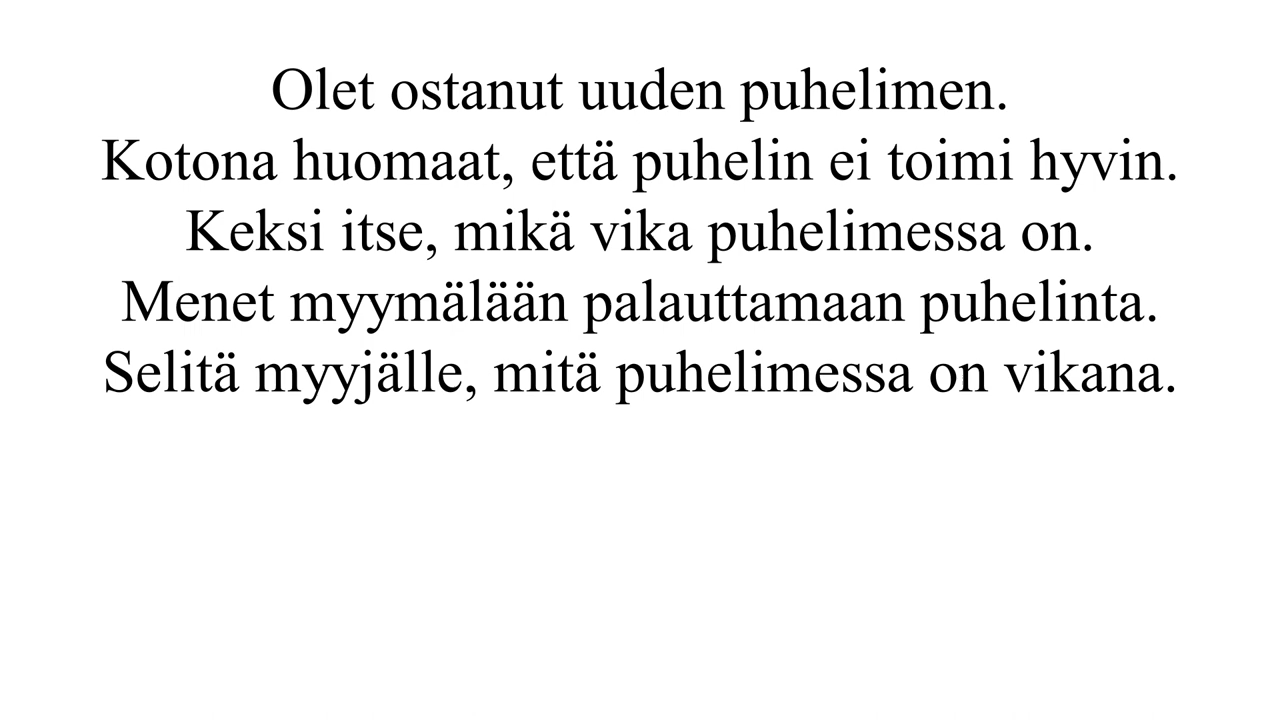 Olet ostanut uuden puhelimen.
Kotona huomaat, että puhelin ei toimi hyvin.
Keksi itse, mikä vika puhelimessa on.
Menet myymälään palauttamaan puhelinta.
Selitä myyjälle, mitä puhelimessa on vikana.